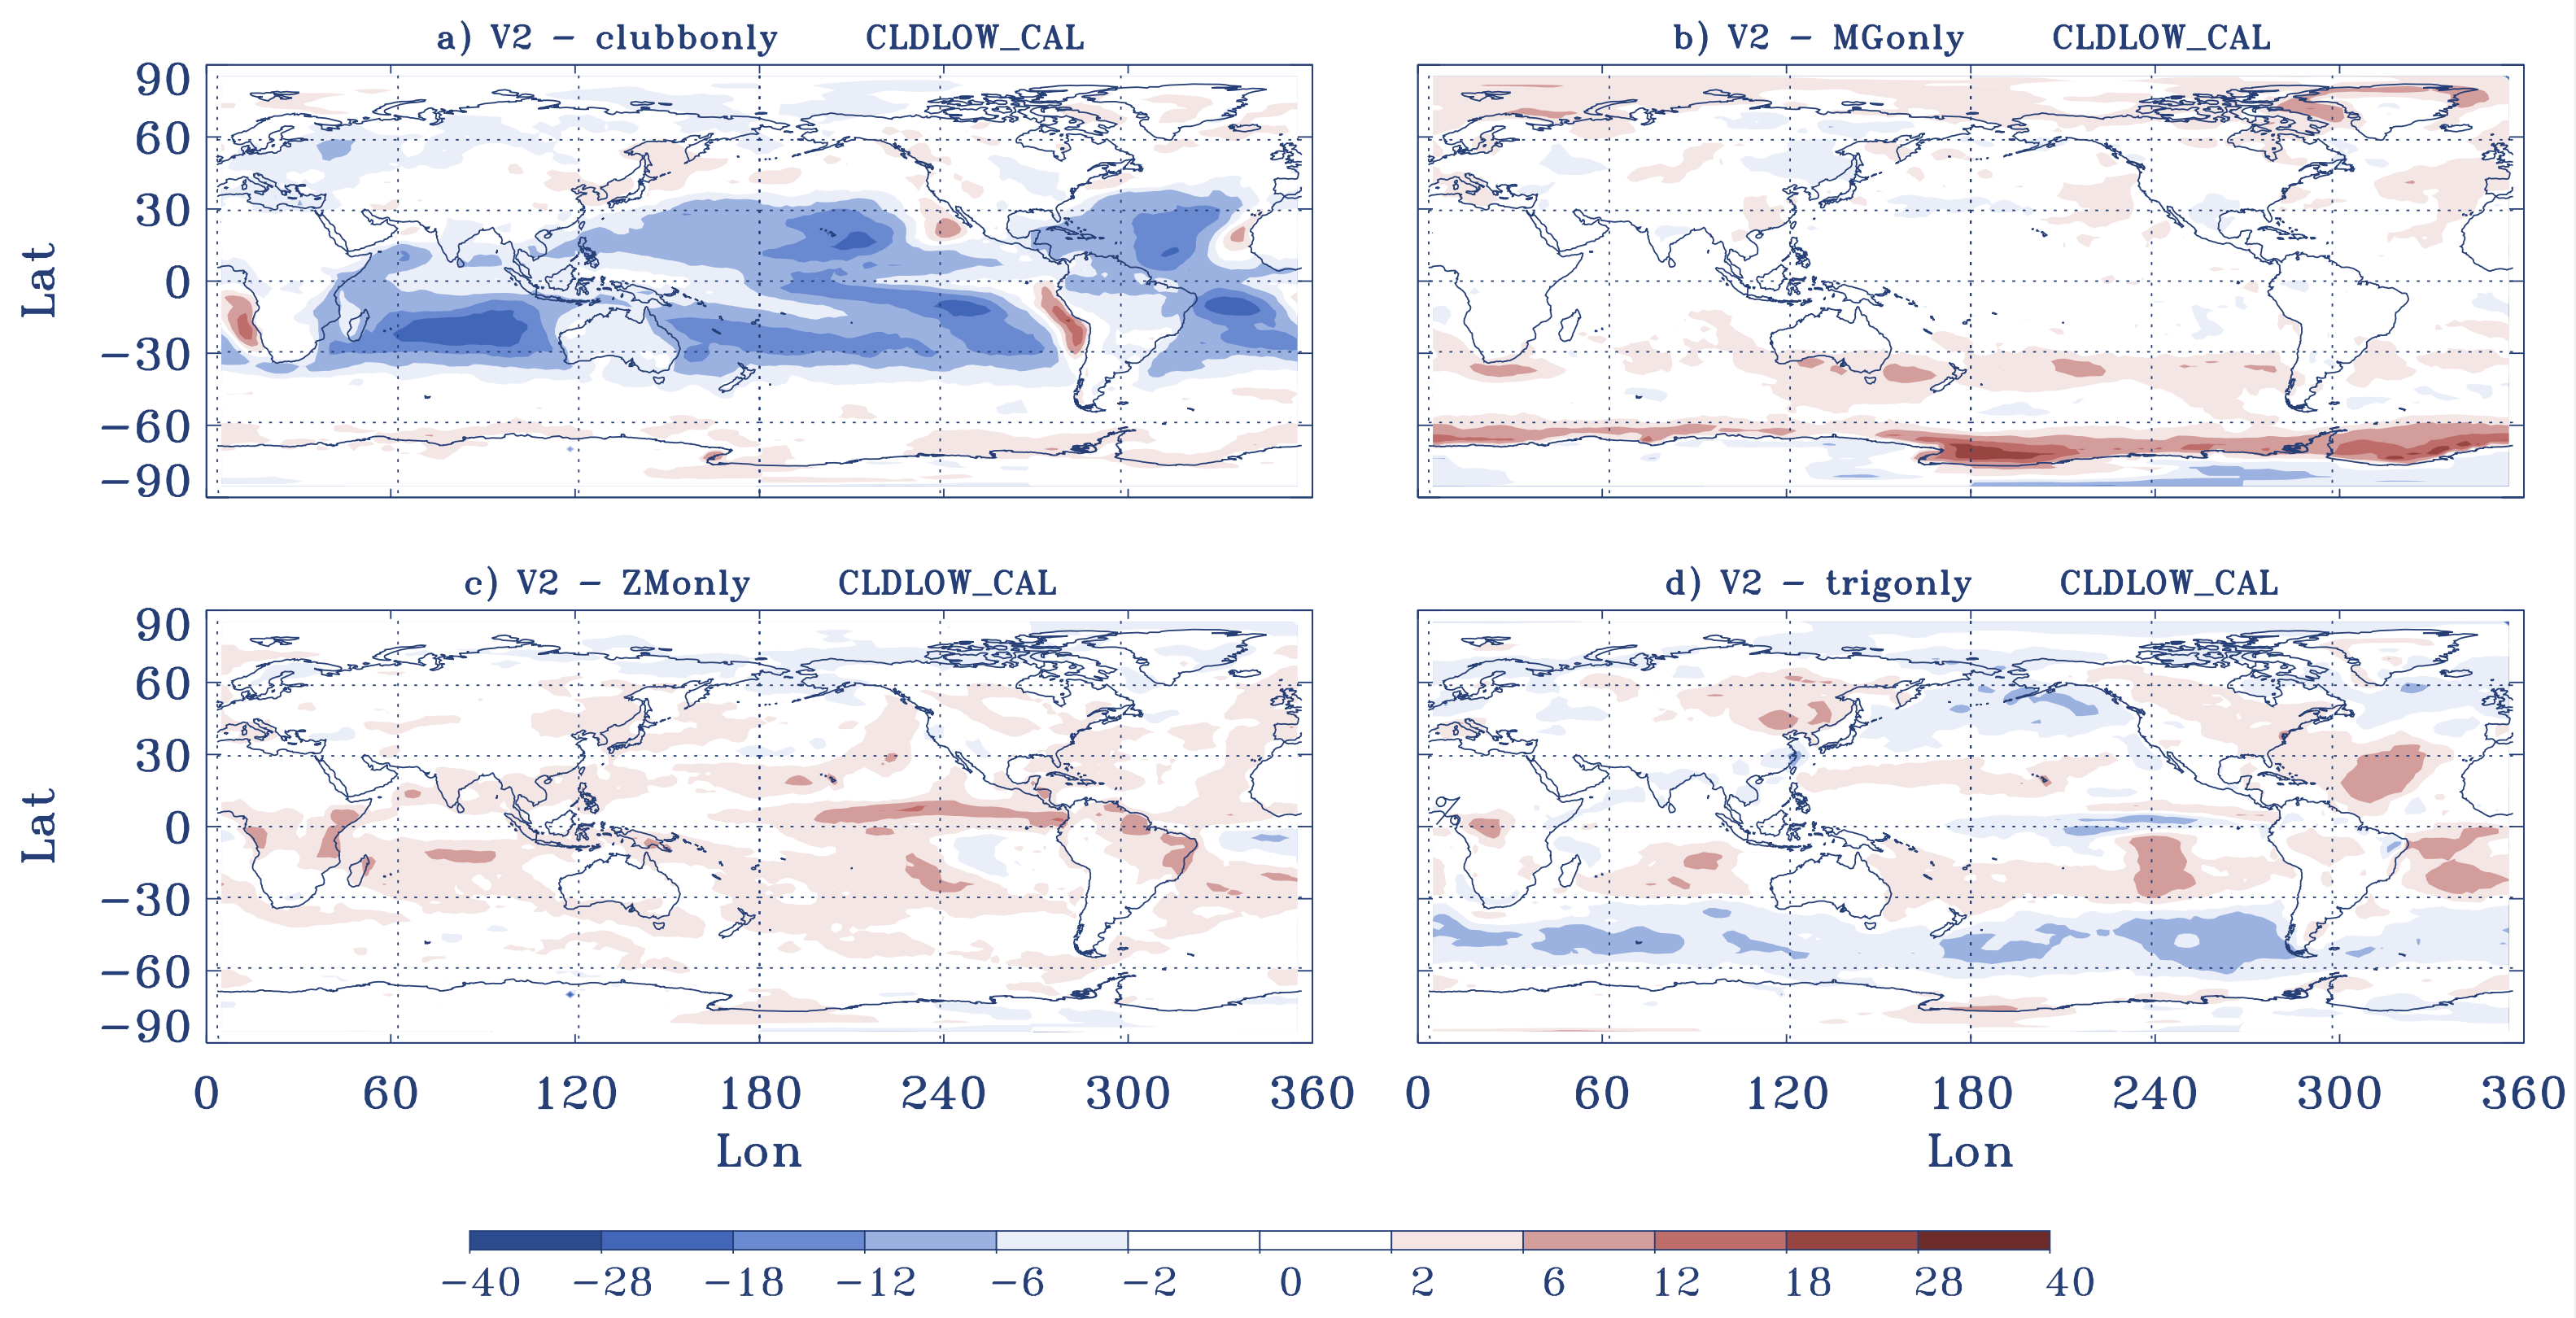 a) V2 − clubbonly CLDLOW_CAL
b) V2 − MGonly CLDLOW_CAL
90
60
30
0
−30
−60
−90
Lat
c) V2 − ZMonly CLDLOW_CAL
d) V2 − trigonly CLDLOW_CAL
90
60
30
0
−30
−60
−90
Lat
%
0 60 120 180 240 300 360
0 60 120 180 240 300 360
Lon
Lon
−40 −28 −18 −12 −6 −2 0 2 6 12 18 28 40